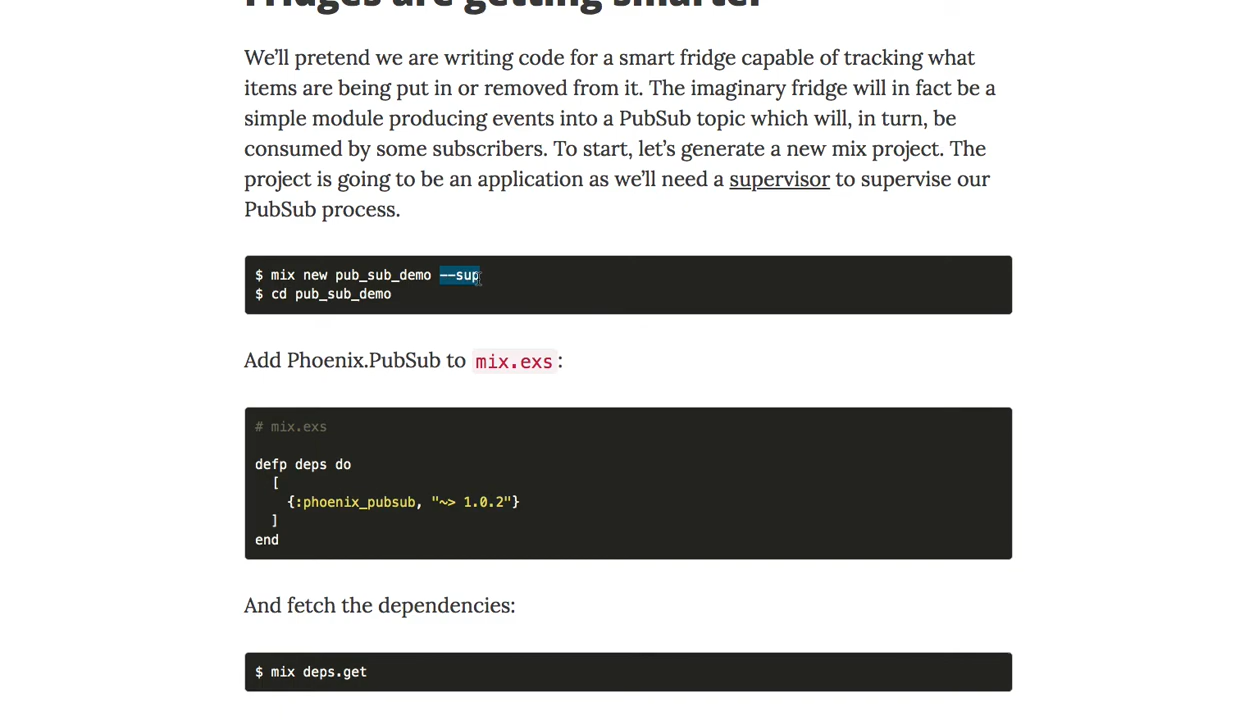 Fridges are getting smarter
We’ll pretend we are writing code for a smart fridge capable of tracking what
items are being put in or removed from it. The imaginary fridge will in fact be a
simple module producing events into a PubSub topic which will, in turn, be
consumed by some subscribers. To start, let’s generate a new mix project. The
project is going to be an application as we’ll need a supervisor to supervise our
PubSub process.
$ mix new pub_sub_demo --sup
$ cd pub_sub_demo
Add Phoenix.PubSub to mix.exs:
# mix.exs
defp deps do
[
{:phoenix_pubsub, "~> 1.0.2"}
]
end
And fetch the dependencies:
$ mix deps.get